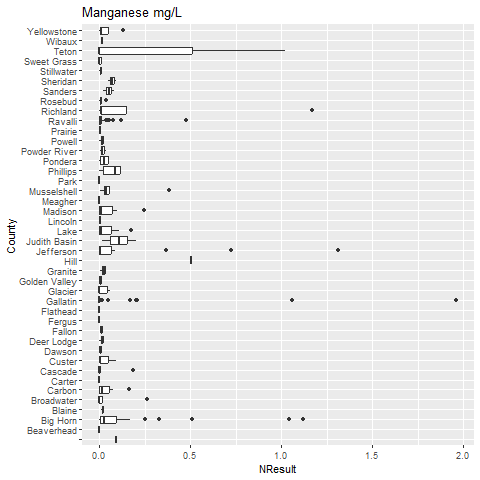 Manganese mg/L
Yellowstone
Wibaux
Teton
Sweet Grass
Stillwater
Sheridan
Sanders
Rosebud
Richland
Ravalli
Prairie
Powell
Powder River
Pondera
Phillips
Park
Musselshell
Meagher
Madison
Lincoln
Lake
Judith Basin
Jefferson
Hill
Granite
Golden Valley
Glacier
Gallatin
Flathead
Fergus
Fallon
Deer Lodge
Dawson
Custer
Cascade
Carter
Carbon
Broadwater
Blaine
Big Horn
Beaverhead
County
0.0 0.5 1.0 1.5 2.0
NResult